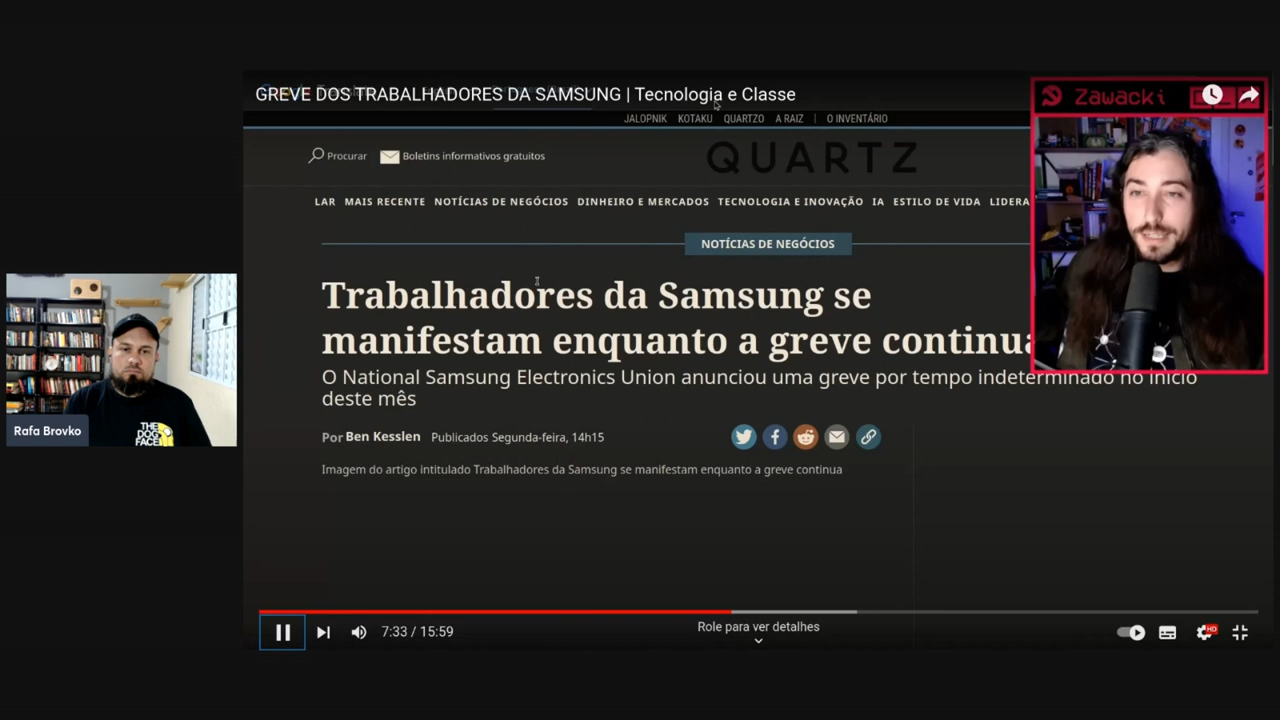 GREVE DOS TRABALHADORES DA SAMSUNG | Tecnologia e Classe
Zawacki
JALOPNIK KOTAKU QUARTZO A RAIZ | O INVENTÁRIO
Procurar Boletins informativos gratuitos
QUARTZ
LAR MAIS RECENTE NOTÍCIAS DE NEGÓCIOS DINHEIRO E MERCADOS TECNOLOGIA E INOVAÇÃO IA ESTILO DE VIDA LIDERA
NOTÍCIAS DE NEGÓCIOS
Trabalhadores da Samsung se
manifestam enquanto a greve continua
O National Samsung Electronics Union anunciou uma greve por tempo indeterminado no início
deste mês
Por Ben Kesslen Publicados Segunda-feira, 14h15
Imagem do artigo intitulado Trabalhadores da Samsung se manifestam enquanto a greve continua
THE
DOG
FACE
Rafa Brovko
7:33 / 15:59
Role para ver detalhes
HD